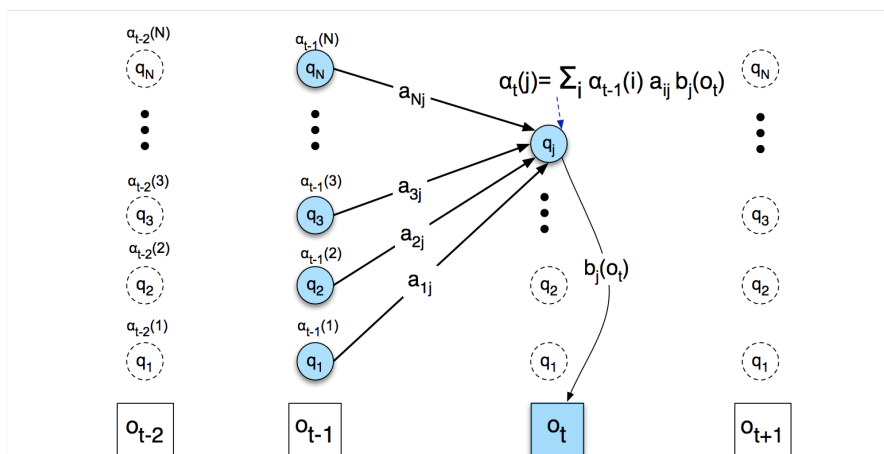 αt-2(N) αt-1(N)
qN qN αt(j)= Σi αt-1(i) aij bj(ot) qN
aNj
qj
αt-2(3) αt-1(3)
q3 q3 a3j q3
αt-2(2) αt-1(2) a2j
q2 q2 a1j q2 bj(ot) q2
αt-2(1) αt-1(1)
q1 q1 q1 q1
ot-2 ot-1 ot ot+1